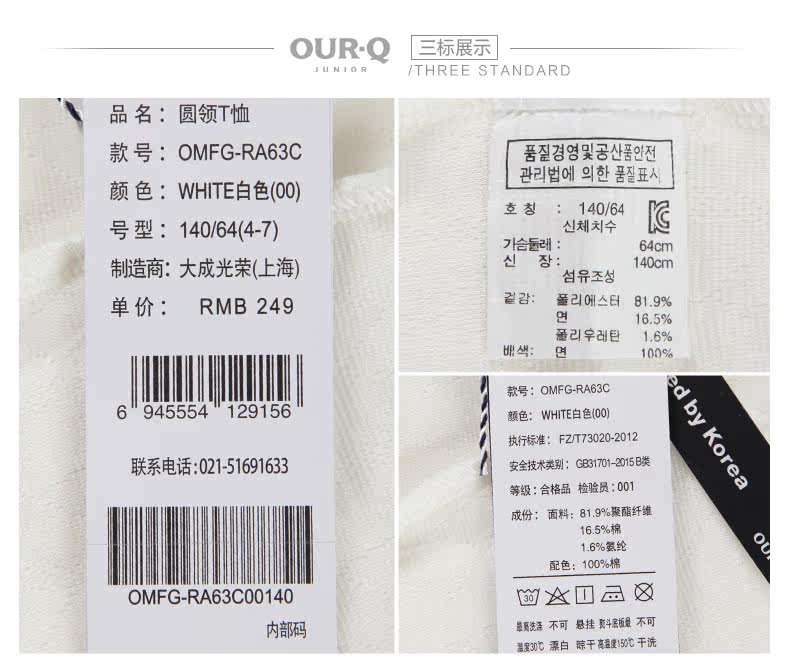 OUR·Q
JUNIOR
三标展示
/THREE STANDARD
品 名： 圆领T恤
款 号： OMFG-RA63C
颜 色： WHITE白色(00)
号 型： 140/64(4-7)
制造商： 大成光荣(上海)
单 价： RMB 249
6 945554 129156
联系电话:021-51691633
OMFG-RA63C00140
内部码
품질경영및공산품안전
관리법에 의한 품질표시
호 칭 : 140/64
신체치수
가슴둘레 : 64cm
신 장 : 140cm
섬유조성
겉감: 폴리에스터 81.9%
면 16.5%
폴리우레탄 1.6%
배색: 면 100%
款号： OMFG-RA63C
颜色： WHITE白色(00)
执行标准： FZ/T73020-2012
安全技术类别： GB31701-2015 B类
等级：合格品 检验员：001
成份： 面料：81.9%聚酯纤维
16.5%棉
1.6%氨纶
配色：100%棉
30
最高洗涤 不可 悬挂 熨斗底板最 不可
温度30℃ 漂白 晾干 高温度150℃ 干洗
ed by Korea
OUR